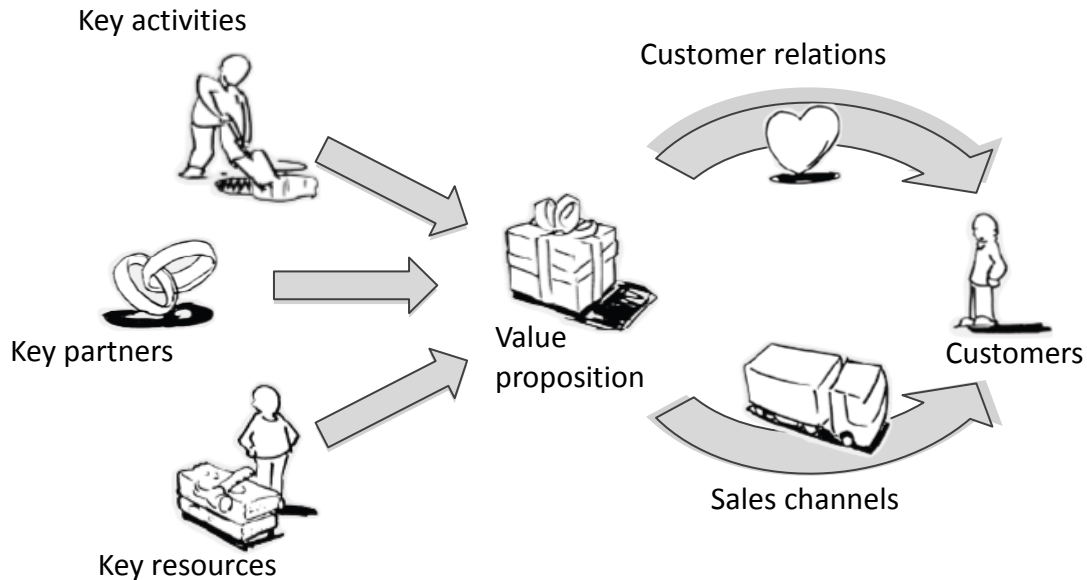 Key activities
Customer relations
Key partners
Value
proposition
Customers
Sales channels
Key resources